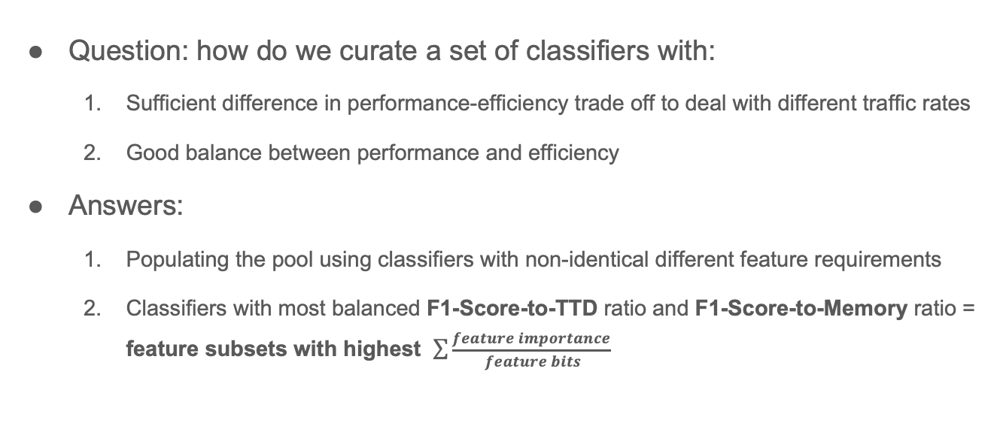 ● Question: how do we curate a set of classifiers with:
1. Sufficient difference in performance-efficiency trade off to deal with different traffic rates
2. Good balance between performance and efficiency
● Answers:
1. Populating the pool using classifiers with non-identical different feature requirements
2. Classifiers with most balanced F1-Score-to-TTD ratio and F1-Score-to-Memory ratio =
feature subsets with highest ∑ feature importance
feature bits